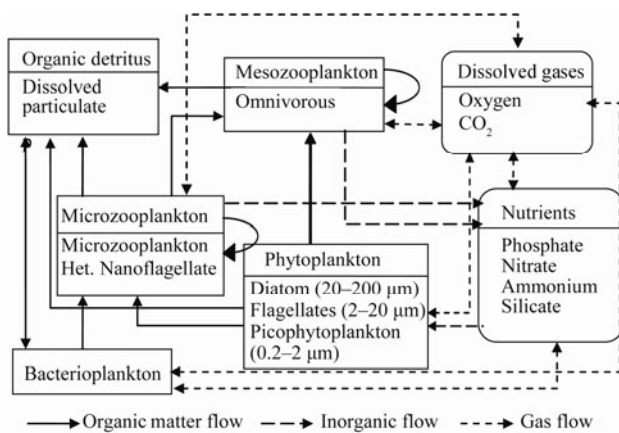 Organic detritus
Dissolved
particulate
Mesozooplankton
Omnivorous
Dissolved gases
Oxygen
CO₂
Microzooplankton
Microzooplankton
Het. Nanoflagellate
Phytoplankton
Diatom (20–200 μm)
Flagellates (2–20 μm)
Picophytoplankton
(0.2–2 μm)
Nutrients
Phosphate
Nitrate
Ammonium
Silicate
Bacterioplankton
Organic matter flow
Inorganic flow
Gas flow